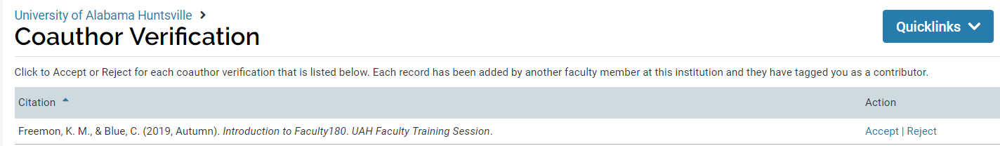 University of Alabama Huntsville
Coauthor Verification
Quicklinks
Click to Accept or Reject for each coauthor verification that is listed below. Each record has been added by another faculty member at this institution and they have tagged you as a contributor.
Citation Action
Freemon, K. M., & Blue, C. (2019, Autumn). Introduction to Faculty180. UAH Faculty Training Session. Accept | Reject